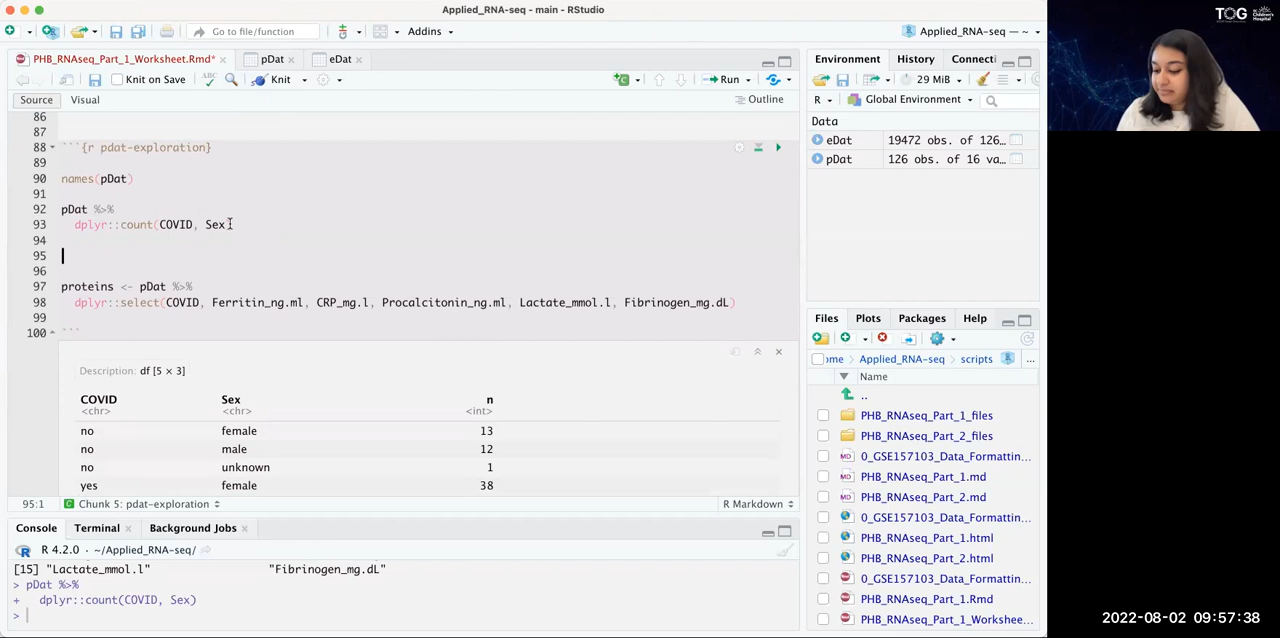 Applied_RNA-seq - main - RStudio
Go to file/function
Addins
Applied_RNA-seq — ~
PHB_RNAseq_Part_1_Worksheet.Rmd*
pDat
eDat
Knit on Save
ABC
Knit
Run
Source
Visual
Outline
86
87
88 ```{r pdat-exploration}
89
90 names(pDat)
91
92 pDat %>%
93 dplyr::count(COVID, Sex)
94
95
96
97 proteins <- pDat %>%
98 dplyr::select(COVID, Ferritin_ng.ml, CRP_mg.l, Procalcitonin_ng.ml, Lactate_mmol.l, Fibrinogen_mg.dL)
99
100 ```
Description: df [5 × 3]
COVID Sex n
<chr> <chr> <int>
no female 13
no male 12
no unknown 1
yes female 38
95:1 Chunk 5: pdat-exploration R Markdown
Console Terminal Background Jobs
R 4.2.0 · ~/Applied_RNA-seq/
[15] "Lactate_mmol.l" "Fibrinogen_mg.dL"
> pDat %>%
+ dplyr::count(COVID, Sex)
>
Environment History Connecti
29 MiB
R Global Environment
Data
eDat 19472 obs. of 126…
pDat 126 obs. of 16 va…
Files Plots Packages Help
ome Applied_RNA-seq scripts ...
Name
..
PHB_RNAseq_Part_1_files
PHB_RNAseq_Part_2_files
0_GSE157103_Data_Formattin…
PHB_RNAseq_Part_1.md
PHB_RNAseq_Part_2.md
0_GSE157103_Data_Formattin…
PHB_RNAseq_Part_1.html
PHB_RNAseq_Part_2.html
0_GSE157103_Data_Formattin…
PHB_RNAseq_Part_1.Rmd
PHB_RNAseq_Part_1_Workshee…
TOG
2022-08-02 09:57:38